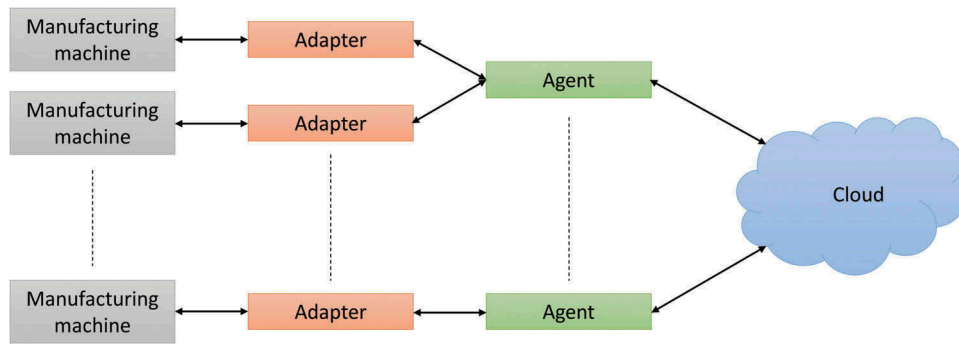 Manufacturing
machine
Adapter
Agent
Manufacturing
machine
Adapter
Cloud
Manufacturing
machine
Adapter
Agent